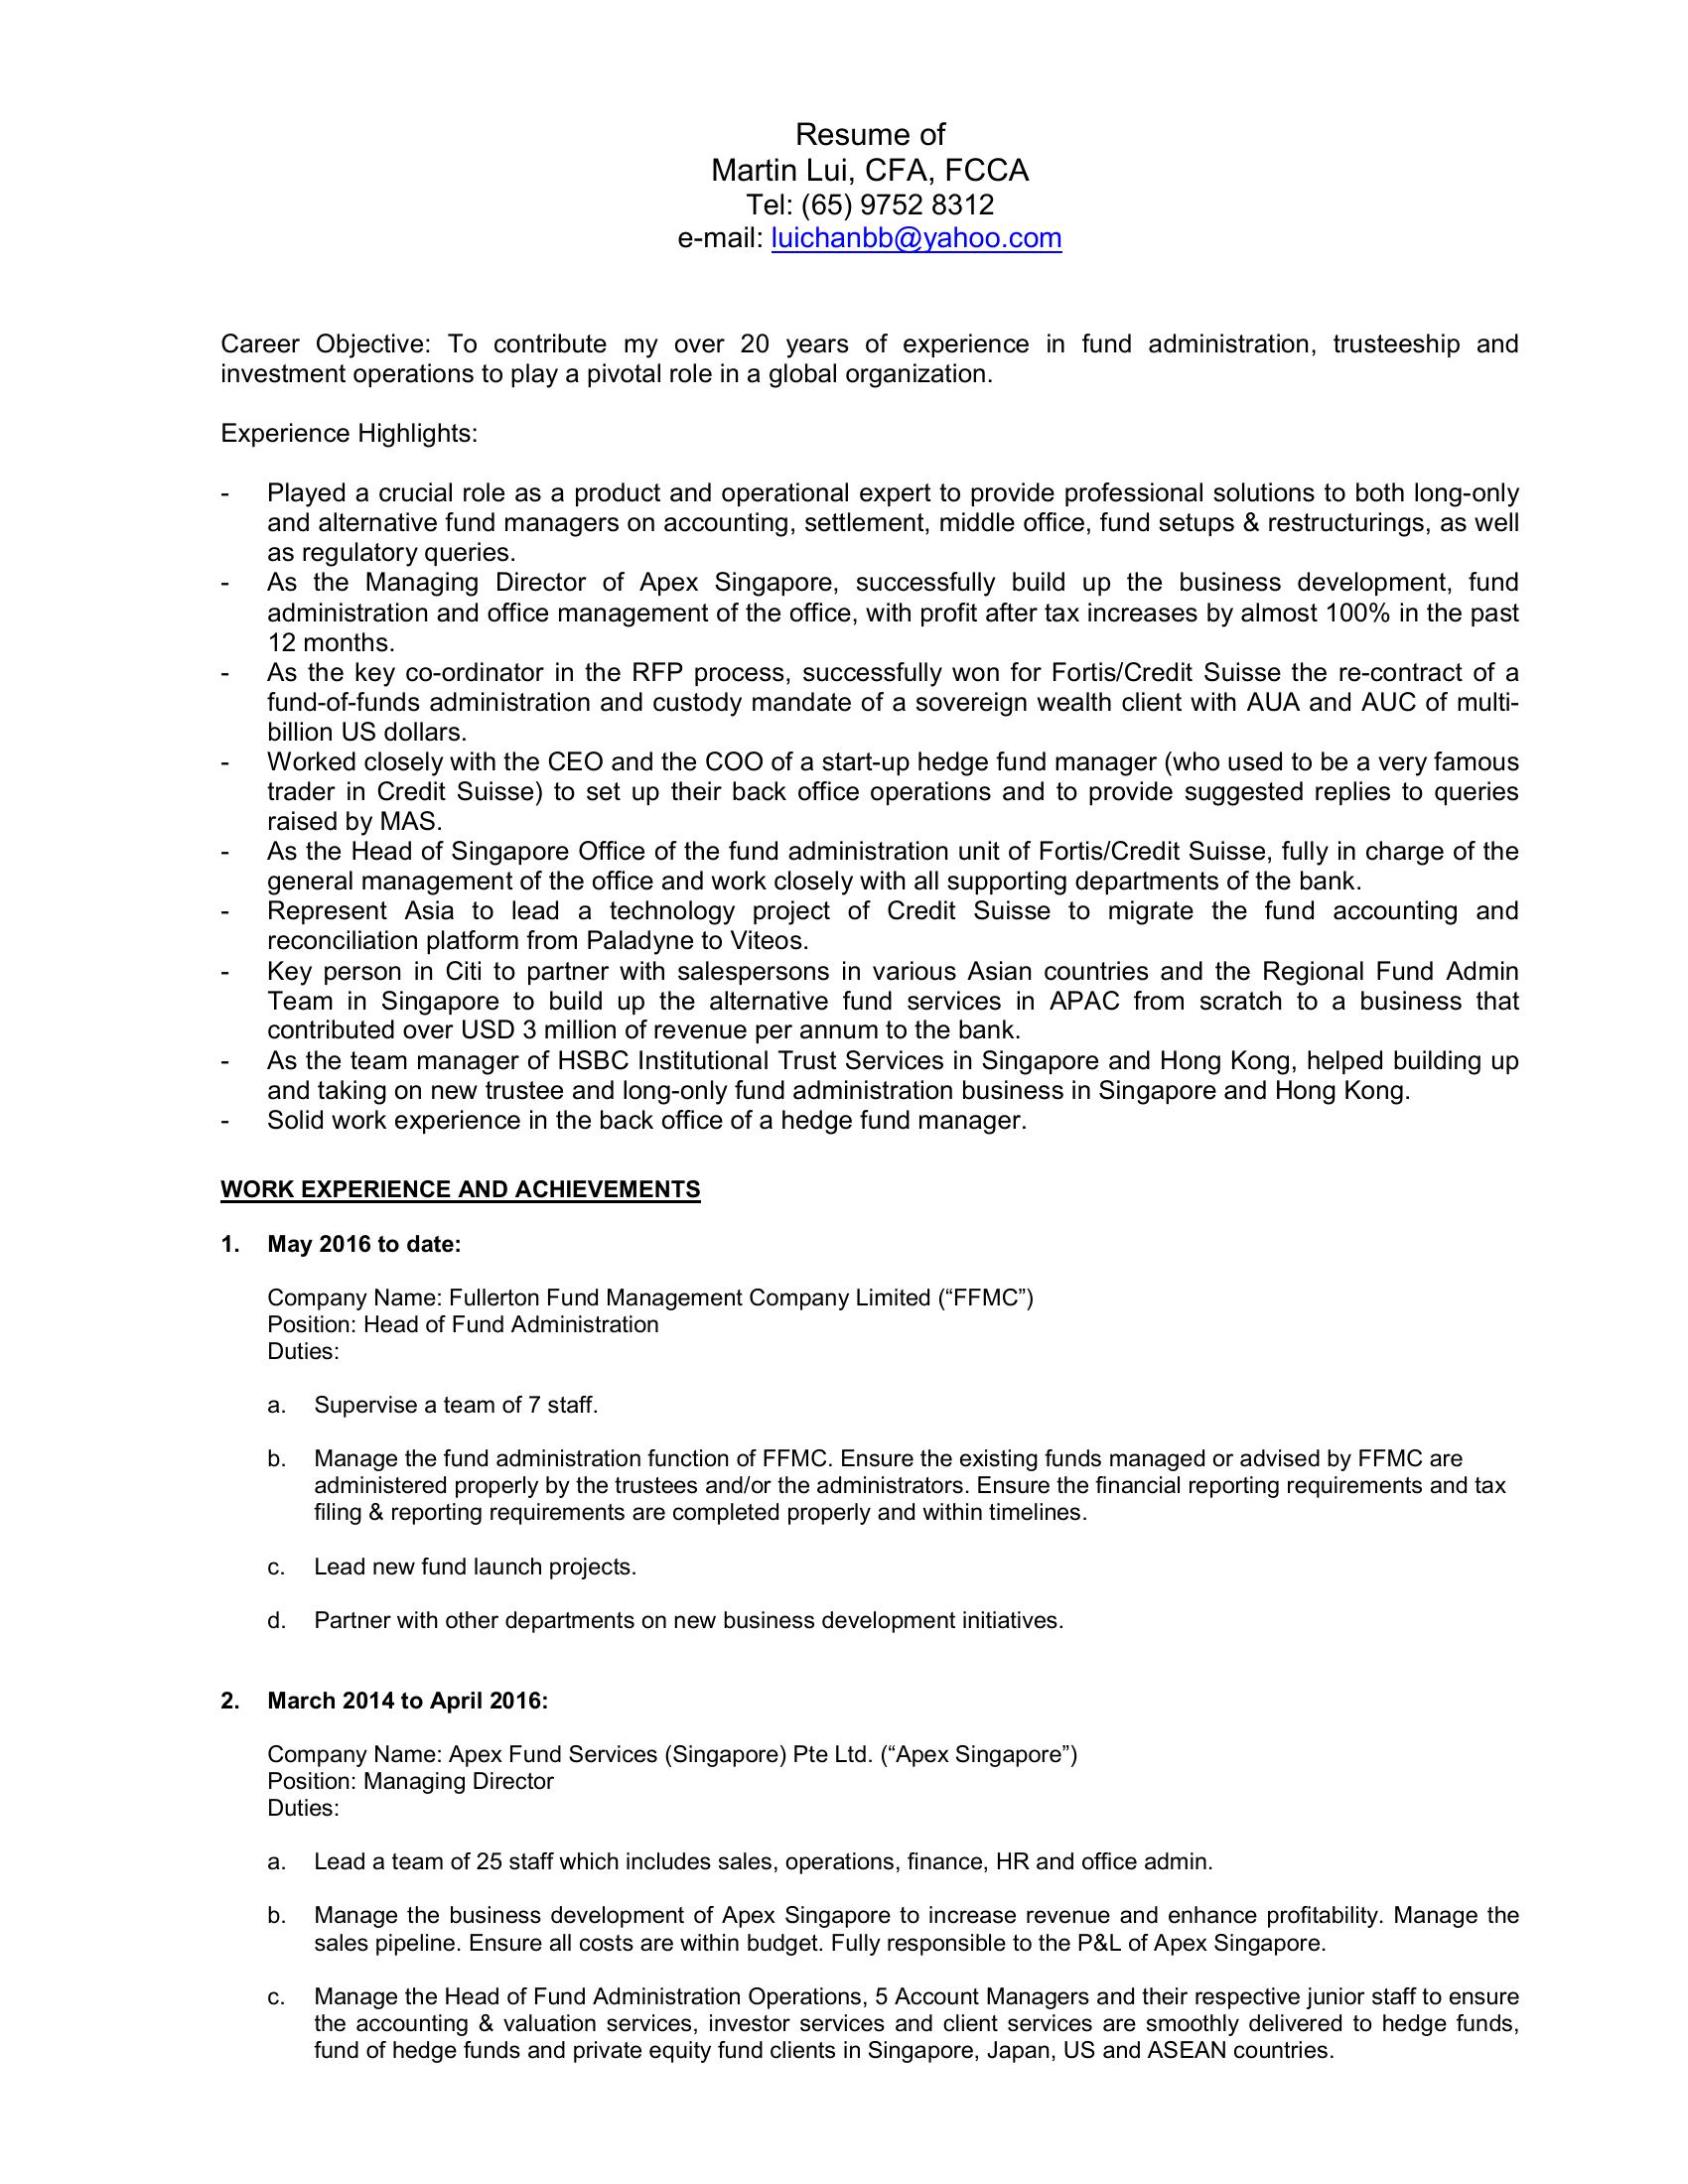 Resume of
Martin Lui, CFA, FCCA
Tel: (65) 9752 8312
e-mail: luichanbb@yahoo.com
Career Objective: To contribute my over 20 years of experience in fund administration, trusteeship and
investment operations to play a pivotal role in a global organization.
Experience Highlights:
- Played a crucial role as a product and operational expert to provide professional solutions to both long-only
and alternative fund managers on accounting, settlement, middle office, fund setups & restructurings, as well
as regulatory queries.
- As the Managing Director of Apex Singapore, successfully build up the business development, fund
administration and office management of the office, with profit after tax increases by almost 100% in the past
12 months.
- As the key co-ordinator in the RFP process, successfully won for Fortis/Credit Suisse the re-contract of a
fund-of-funds administration and custody mandate of a sovereign wealth client with AUA and AUC of multi-
billion US dollars.
- Worked closely with the CEO and the COO of a start-up hedge fund manager (who used to be a very famous
trader in Credit Suisse) to set up their back office operations and to provide suggested replies to queries
raised by MAS.
- As the Head of Singapore Office of the fund administration unit of Fortis/Credit Suisse, fully in charge of the
general management of the office and work closely with all supporting departments of the bank.
- Represent Asia to lead a technology project of Credit Suisse to migrate the fund accounting and
reconciliation platform from Paladyne to Viteos.
- Key person in Citi to partner with salespersons in various Asian countries and the Regional Fund Admin
Team in Singapore to build up the alternative fund services in APAC from scratch to a business that
contributed over USD 3 million of revenue per annum to the bank.
- As the team manager of HSBC Institutional Trust Services in Singapore and Hong Kong, helped building up
and taking on new trustee and long-only fund administration business in Singapore and Hong Kong.
- Solid work experience in the back office of a hedge fund manager.
WORK EXPERIENCE AND ACHIEVEMENTS
1. May 2016 to date:
Company Name: Fullerton Fund Management Company Limited (“FFMC”)
Position: Head of Fund Administration
Duties:
a. Supervise a team of 7 staff.
b. Manage the fund administration function of FFMC. Ensure the existing funds managed or advised by FFMC are
administered properly by the trustees and/or the administrators. Ensure the financial reporting requirements and tax
filing & reporting requirements are completed properly and within timelines.
c. Lead new fund launch projects.
d. Partner with other departments on new business development initiatives.
2. March 2014 to April 2016:
Company Name: Apex Fund Services (Singapore) Pte Ltd. (“Apex Singapore”)
Position: Managing Director
Duties:
a. Lead a team of 25 staff which includes sales, operations, finance, HR and office admin.
b. Manage the business development of Apex Singapore to increase revenue and enhance profitability. Manage the
sales pipeline. Ensure all costs are within budget. Fully responsible to the P&L of Apex Singapore.
c. Manage the Head of Fund Administration Operations, 5 Account Managers and their respective junior staff to ensure
the accounting & valuation services, investor services and client services are smoothly delivered to hedge funds,
fund of hedge funds and private equity fund clients in Singapore, Japan, US and ASEAN countries.